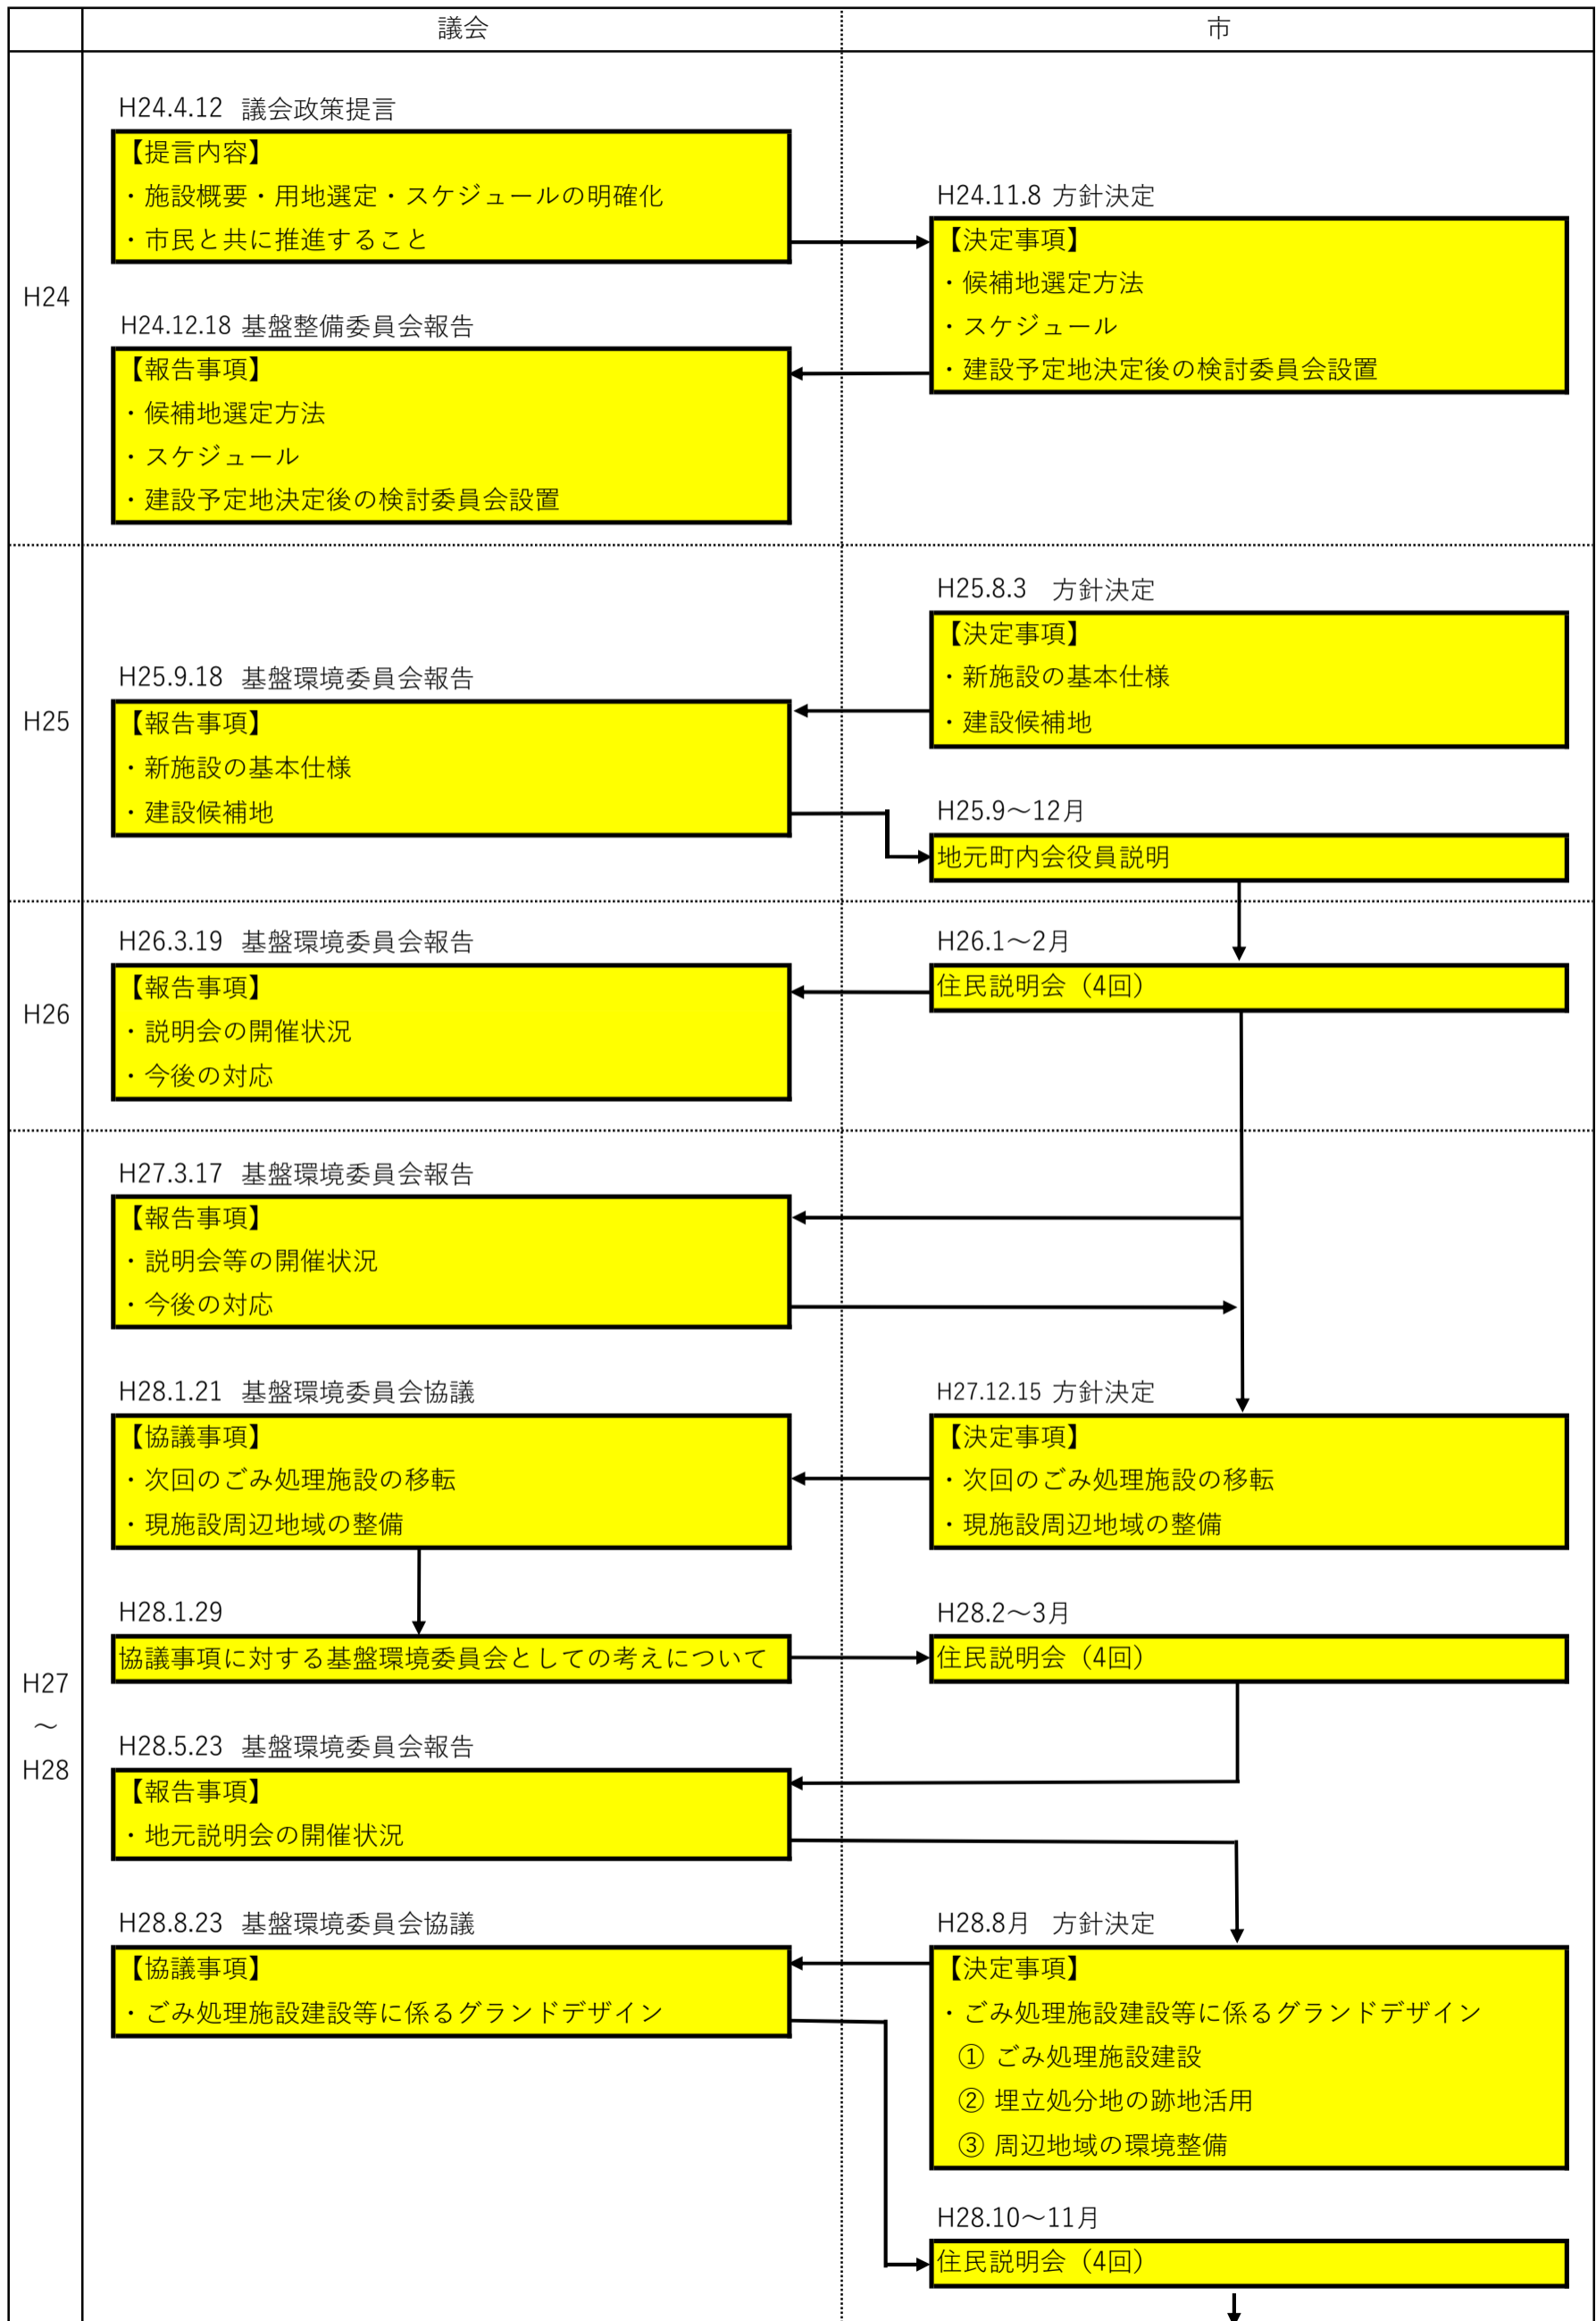 議会
市
H24
H24.4.12 議会政策提言
【提言内容】
・施設概要・用地選定・スケジュールの明確化
・市民と共に推進すること
H24.11.8 方針決定
【決定事項】
・候補地選定方法
・スケジュール
・建設予定地決定後の検討委員会設置
H24.12.18 基盤整備委員会報告
【報告事項】
・候補地選定方法
・スケジュール
・建設予定地決定後の検討委員会設置
H25
H25.8.3 方針決定
【決定事項】
・新施設の基本仕様
・建設候補地
H25.9.18 基盤環境委員会報告
【報告事項】
・新施設の基本仕様
・建設候補地
H25.9～12月
地元町内会役員説明
H26
H26.1～2月
住民説明会（4回）
H26.3.19 基盤環境委員会報告
【報告事項】
・説明会の開催状況
・今後の対応
H27
～
H28
H27.3.17 基盤環境委員会報告
【報告事項】
・説明会等の開催状況
・今後の対応
H27.12.15 方針決定
【決定事項】
・次回のごみ処理施設の移転
・現施設周辺地域の整備
H28.1.21 基盤環境委員会協議
【協議事項】
・次回のごみ処理施設の移転
・現施設周辺地域の整備
H28.1.29
協議事項に対する基盤環境委員会としての考えについて
H28.2～3月
住民説明会（4回）
H28.5.23 基盤環境委員会報告
【報告事項】
・地元説明会の開催状況
H28.8月 方針決定
【決定事項】
・ごみ処理施設建設等に係るグランドデザイン
① ごみ処理施設建設
② 埋立処分地の跡地活用
③ 周辺地域の環境整備
H28.8.23 基盤環境委員会協議
【協議事項】
・ごみ処理施設建設等に係るグランドデザイン
H28.10～11月
住民説明会（4回）